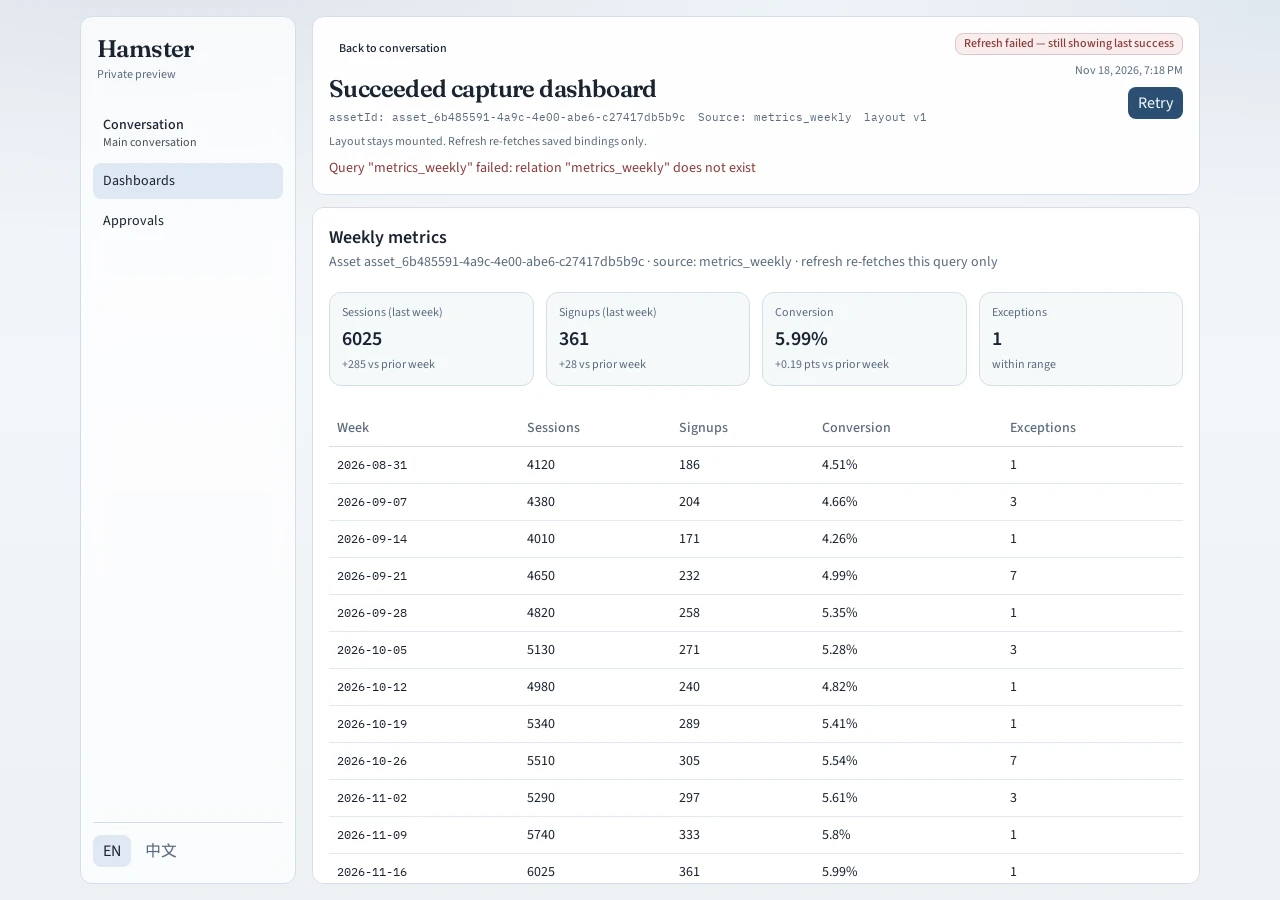 Hamster
Private preview
Conversation
Main conversation
Dashboards
Approvals
EN 中文
Back to conversation
Refresh failed — still showing last success
Nov 18, 2026, 7:18 PM
Retry
Succeeded capture dashboard
assetId: asset_6b485591-4a9c-4e00-abe6-c27417db5b9c Source: metrics_weekly layout v1
Layout stays mounted. Refresh re-fetches saved bindings only.
Query "metrics_weekly" failed: relation "metrics_weekly" does not exist
Weekly metrics
Asset asset_6b485591-4a9c-4e00-abe6-c27417db5b9c · source: metrics_weekly · refresh re-fetches this query only
Sessions (last week)
6025
+285 vs prior week
Signups (last week)
361
+28 vs prior week
Conversion
5.99%
+0.19 pts vs prior week
Exceptions
1
within range
Week Sessions Signups Conversion Exceptions
2026-08-31 4120 186 4.51% 1
2026-09-07 4380 204 4.66% 3
2026-09-14 4010 171 4.26% 1
2026-09-21 4650 232 4.99% 7
2026-09-28 4820 258 5.35% 1
2026-10-05 5130 271 5.28% 3
2026-10-12 4980 240 4.82% 1
2026-10-19 5340 289 5.41% 1
2026-10-26 5510 305 5.54% 7
2026-11-02 5290 297 5.61% 3
2026-11-09 5740 333 5.8% 1
2026-11-16 6025 361 5.99% 1